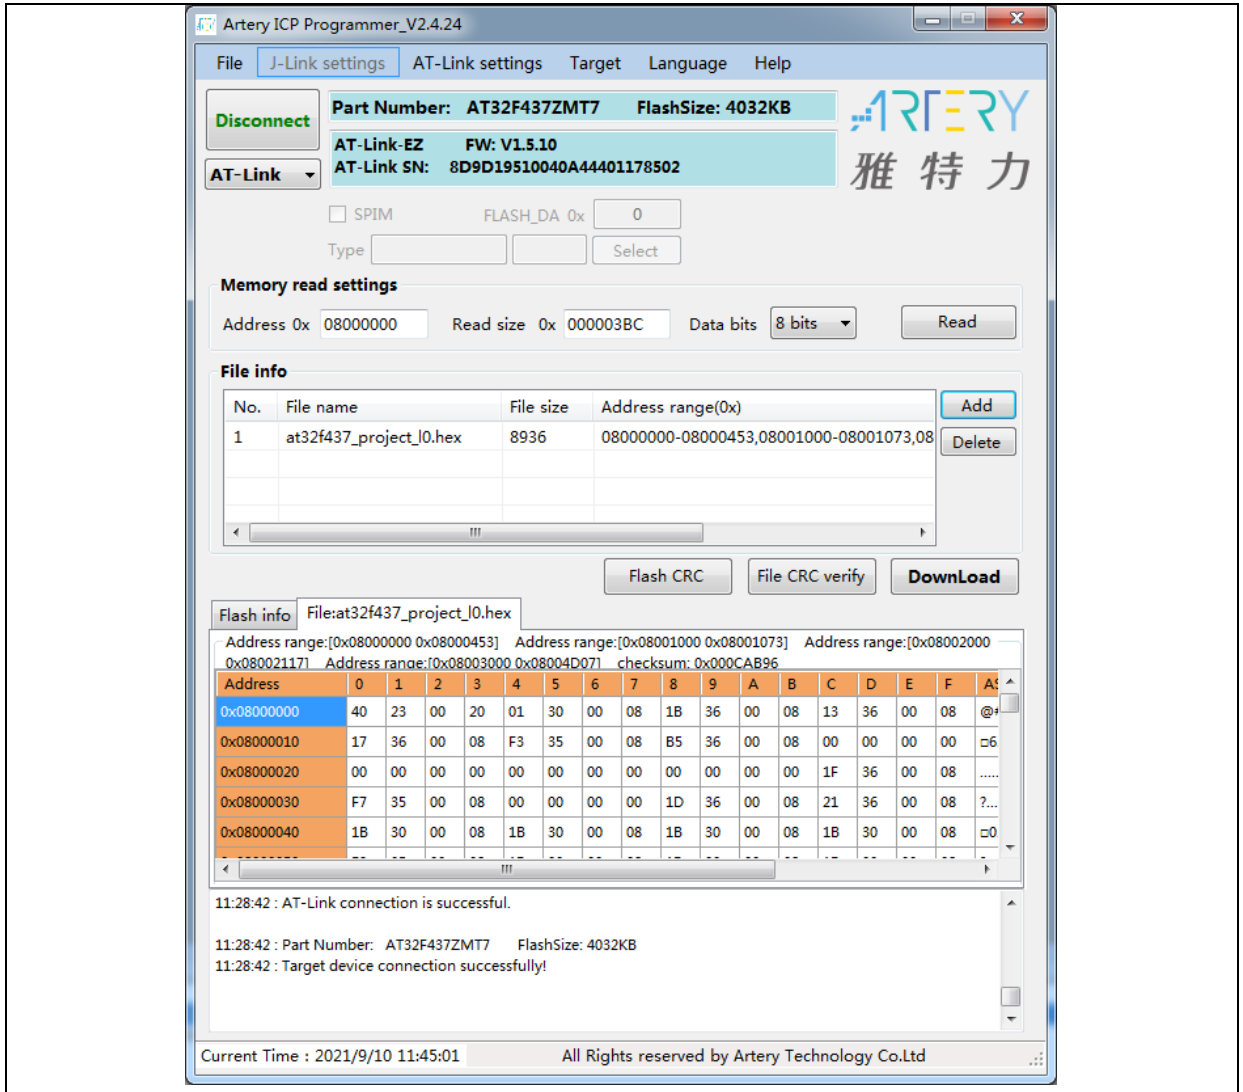 Artery ICP Programmer_V2.4.24
File J-Link settings AT-Link settings Target Language Help
Disconnect
Part Number: AT32F437ZMT7 FlashSize: 4032KB
AT-Link-EZ FW: V1.5.10
AT-Link SN: 8D9D19510040A44401178502
AT-Link
ARTERY
雅特力
SPIM FLASH_DA 0x 0
Type Select
Memory read settings
Address 0x 08000000 Read size 0x 000003BC Data bits 8 bits Read
File info
No. File name File size Address range(0x)
1 at32f437_project_l0.hex 8936 08000000-08000453,08001000-08001073,08
Add
Delete
Flash CRC File CRC verify DownLoad
Flash info File:at32f437_project_l0.hex
Address range:[0x08000000 0x08000453] Address range:[0x08001000 0x08001073] Address range:[0x08002000
0x08002117] Address range:[0x08003000 0x08004D07] checksum: 0x000CAB96
Address 0 1 2 3 4 5 6 7 8 9 A B C D E F
0x08000000 40 23 00 20 01 30 00 08 1B 36 00 08 13 36 00 08 @#
0x08000010 17 36 00 08 F3 35 00 08 B5 36 00 08 00 00 00 00 □6
0x08000020 00 00 00 00 00 00 00 00 00 00 00 00 1F 36 00 08 .....
0x08000030 F7 35 00 08 00 00 00 00 1D 36 00 08 21 36 00 08 ?...
0x08000040 1B 30 00 08 1B 30 00 08 1B 30 00 08 1B 30 00 08 □0
11:28:42 : AT-Link connection is successful.
11:28:42 : Part Number: AT32F437ZMT7 FlashSize: 4032KB
11:28:42 : Target device connection successfully!
Current Time : 2021/9/10 11:45:01 All Rights reserved by Artery Technology Co.Ltd